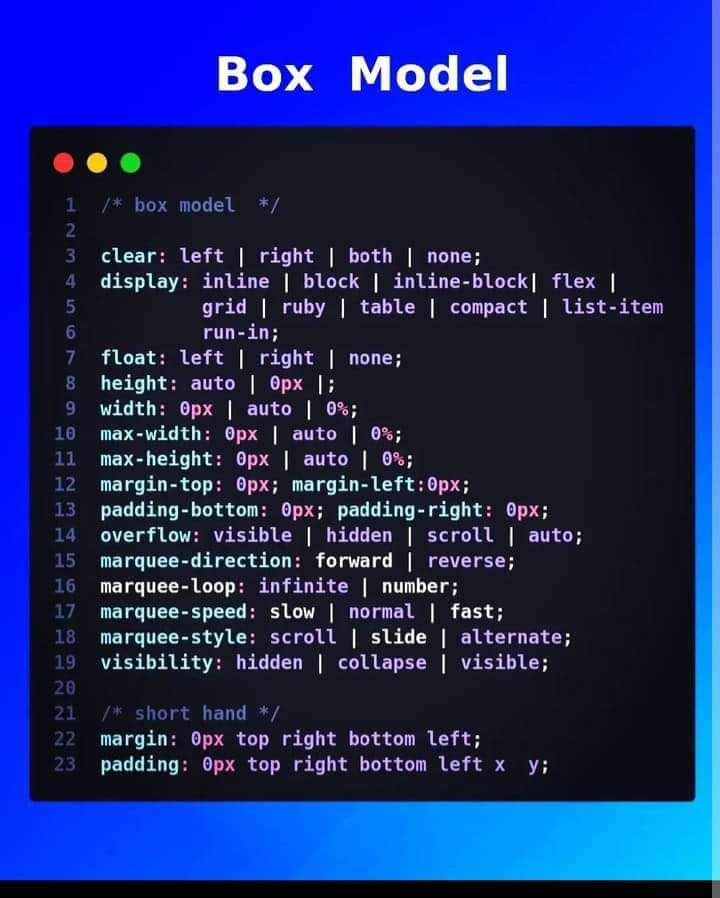 Box Model
1 /* box model */
2
3 clear: left | right | both | none;
4 display: inline | block | inline-block| flex |
5 grid | ruby | table | compact | list-item
6 run-in;
7 float: left | right | none;
8 height: auto | 0px |;
9 width: 0px | auto | 0%;
10 max-width: 0px | auto | 0%;
11 max-height: 0px | auto | 0%;
12 margin-top: 0px; margin-left:0px;
13 padding-bottom: 0px; padding-right: 0px;
14 overflow: visible | hidden | scroll | auto;
15 marquee-direction: forward | reverse;
16 marquee-loop: infinite | number;
17 marquee-speed: slow | normal | fast;
18 marquee-style: scroll | slide | alternate;
19 visibility: hidden | collapse | visible;
20
21 /* short hand */
22 margin: 0px top right bottom left;
23 padding: 0px top right bottom left x  y;